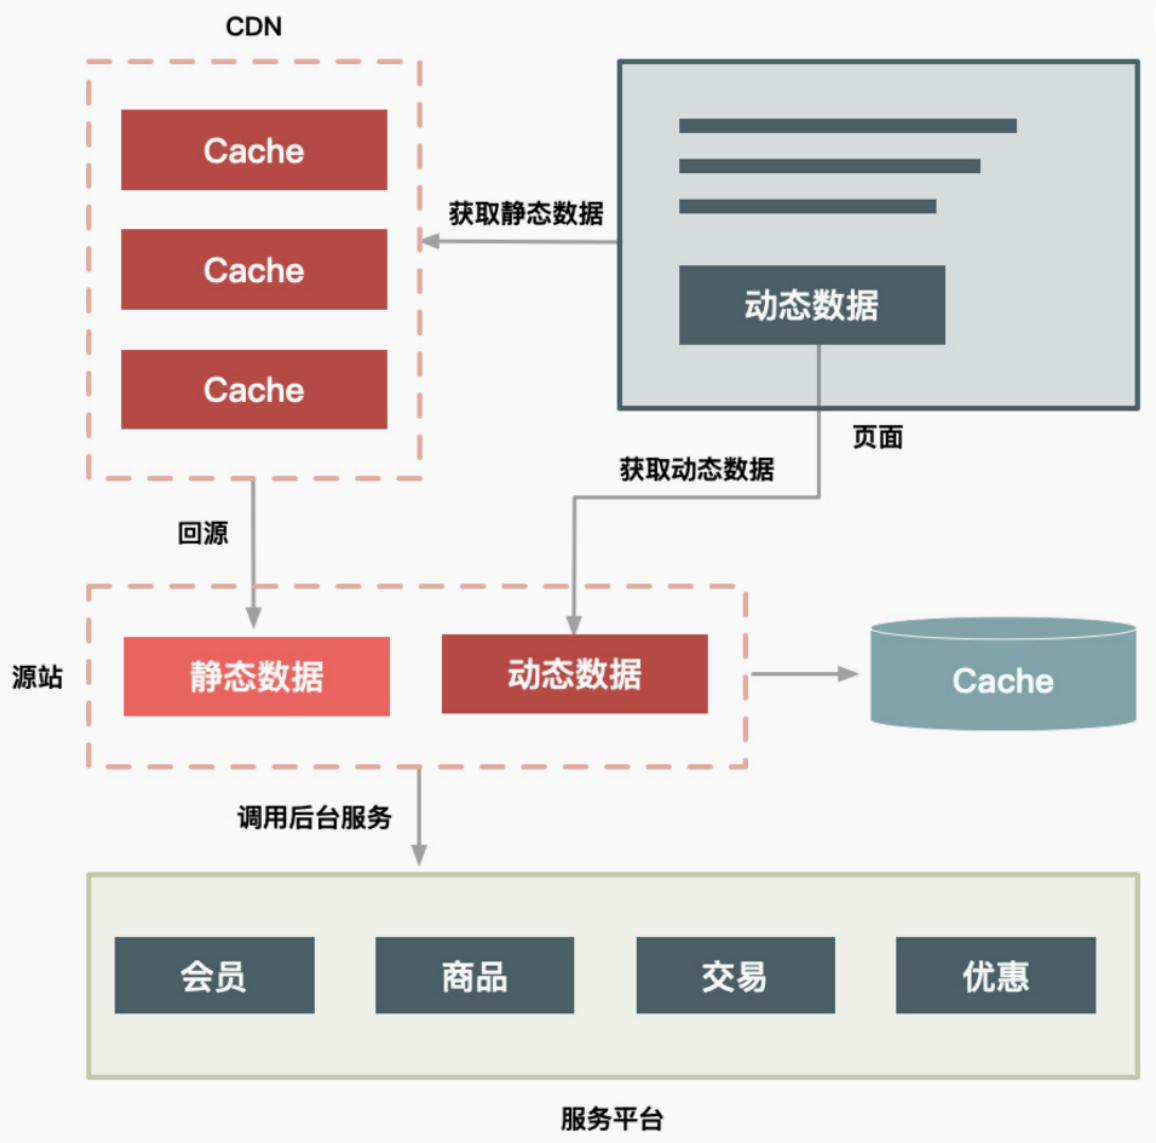 CDN
Cache
Cache
Cache
获取静态数据
动态数据
页面
获取动态数据
回源
源站
静态数据
动态数据
Cache
调用后台服务
会员
商品
交易
优惠
服务平台